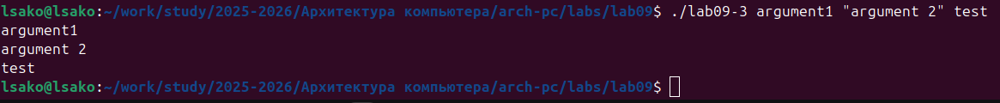 lsako@lsako:~/work/study/2025-2026/Архитектура компьютера/arch-pc/labs/lab09$ ./lab09-3 argument1 "argument 2" test
argument1
argument 2
test
lsako@lsako:~/work/study/2025-2026/Архитектура компьютера/arch-pc/labs/lab09$